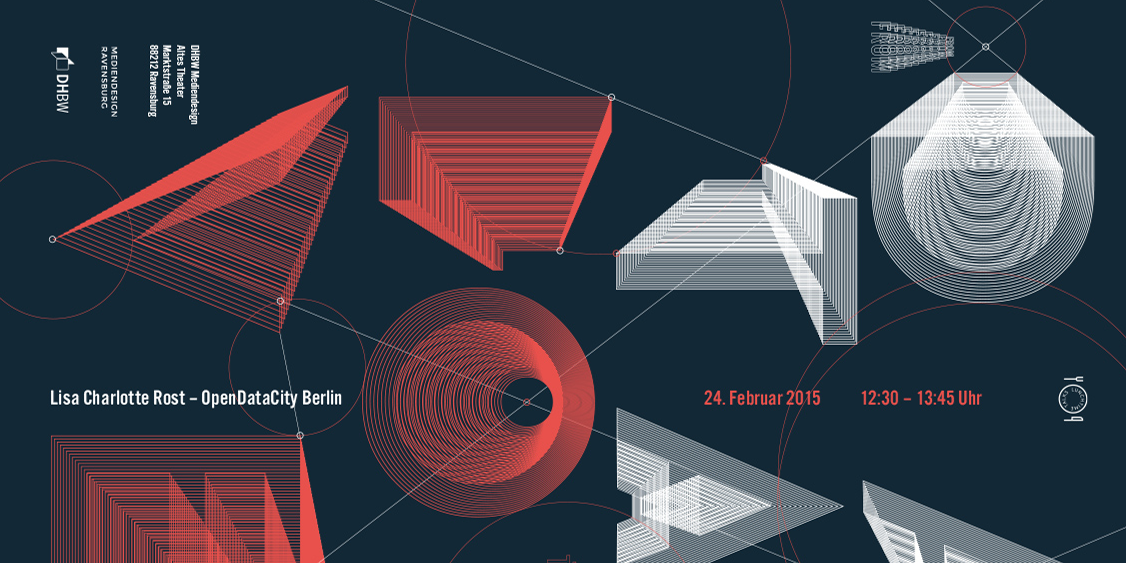 DHBW
MEDIENDESIGN
RAVENSBURG
DHBW Mediendesign
Altes Theater
Marktstraße 15
88212 Ravensburg
Lisa Charlotte Rost – OpenDataCity Berlin
24. Februar 2015
12:30 – 13:45 Uhr